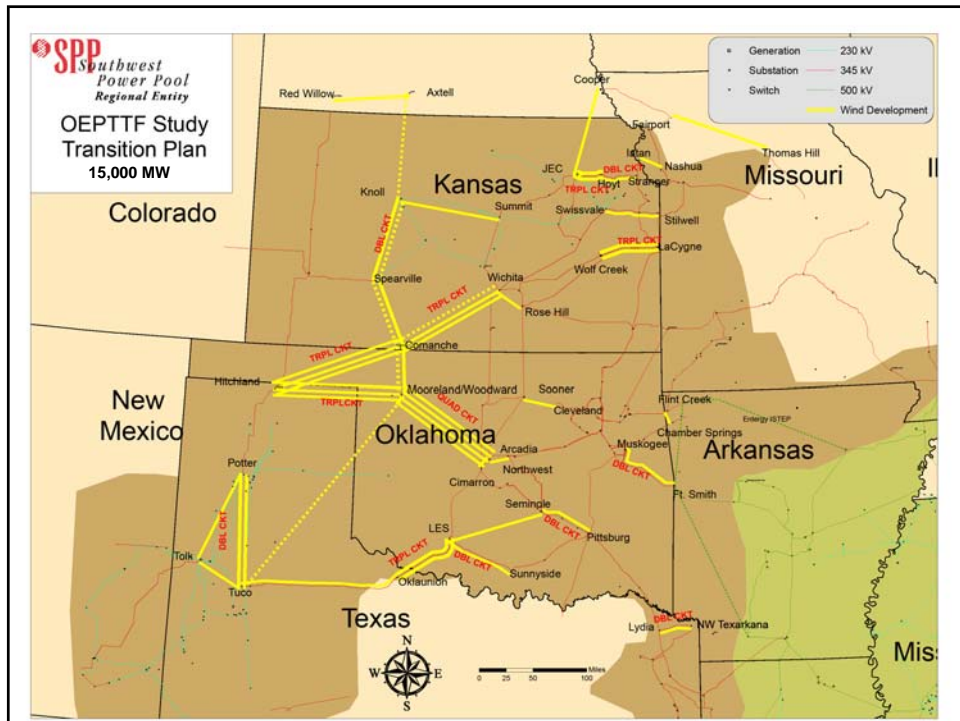 SPP
Southwest
Power Pool
Regional Entity
OEPTTF Study
Transition Plan
15,000 MW
Generation
Substation
Switch
230 kV
345 kV
500 kV
Wind Development
Red Willow
Axtell
Cooper
Fairport
Thomas Hill
Iatan
Nashua
JEC
DBL CKT
Hoyt
Stranger
TRPL CKT
Missouri
Kansas
Colorado
Knoll
Summit
Swissvale
Stilwell
DBL CKT
TRPL CKT
LaCygne
Wolf Creek
Spearville
Wichita
TRPL CKT
Rose Hill
TRPL CKT
Comanche
Hitchland
TRPLCKT
Mooreland/Woodward
QUAD CKT
Sooner
Cleveland
Flint Creek
Entergy ISTEP
Chamber Springs
New
Mexico
Oklahoma
Arkansas
Arcadia
Northwest
Cimarron
Muskogee
DBL CKT
Ft. Smith
Potter
DBL CKT
Semingle
DBL CKT
Pittsburg
LES
TRPL CKT
DBL CKT
Tolk
Oklaunion
Sunnyside
Tuco
Texas
DBL CKT
Lydia
NW Texarkana
Mis
N
W
E
S
0 25 50 100
Miles